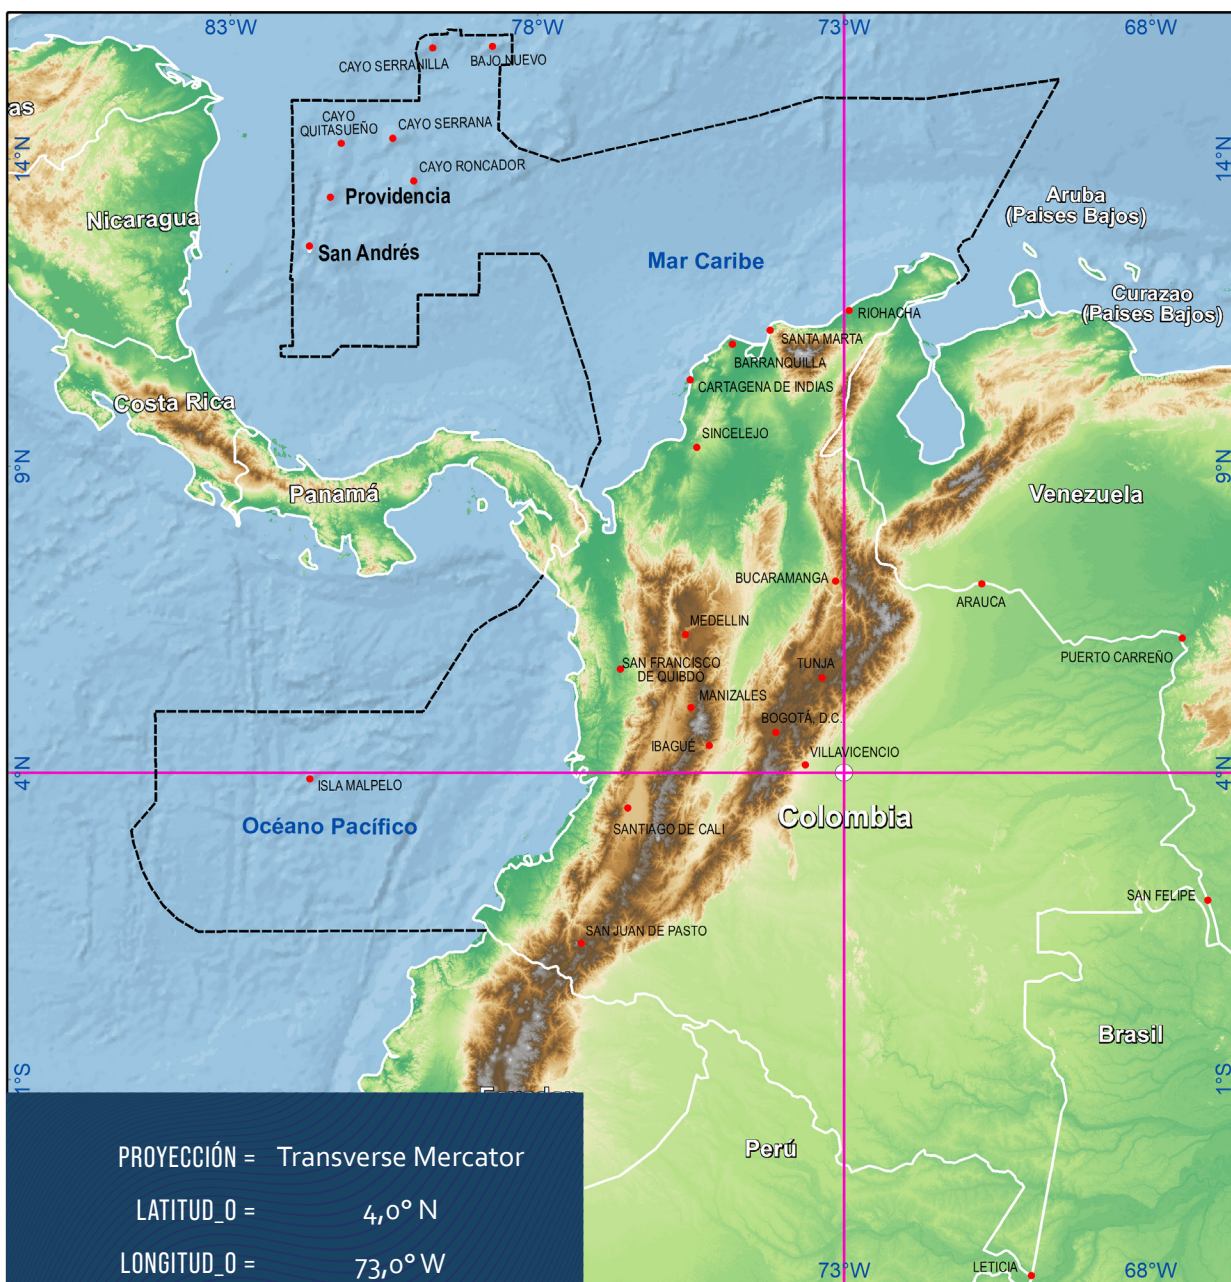 83°W 78°W 73°W 68°W
CAYO SERRANILLA
BAJO NUEVO
as
CAYO
QUITASUEÑO
CAYO SERRANA
14°N
14°N
CAYO RONCADOR
Providencia
Aruba
(Paises Bajos)
Nicaragua
San Andrés
Mar Caribe
Curazao
(Paises Bajos)
RIOHACHA
SANTA MARTA
BARRANQUILLA
CARTAGENA DE INDIAS
Costa Rica
SINCELEJO
9°N
9°N
Panamá
Venezuela
BUCARAMANGA
ARAUCA
MEDELLIN
PUERTO CARREÑO
SAN FRANCISCO
DE QUIBDO
TUNJA
MANIZALES
BOGOTÁ, D.C.
IBAGUÉ
VILLAVICENCIO
4°N
4°N
ISLA MALPELO
Océano Pacífico
SANTIAGO DE CALI
Colombia
SAN FELIPE
SAN JUAN DE PASTO
Brasil
1°S
1°S
Ecuador
Perú
PROYECCIÓN = Transverse Mercator
LATITUD_0 = 4,0° N
LONGITUD_0 = 73,0° W
LETICIA
73°W 68°W